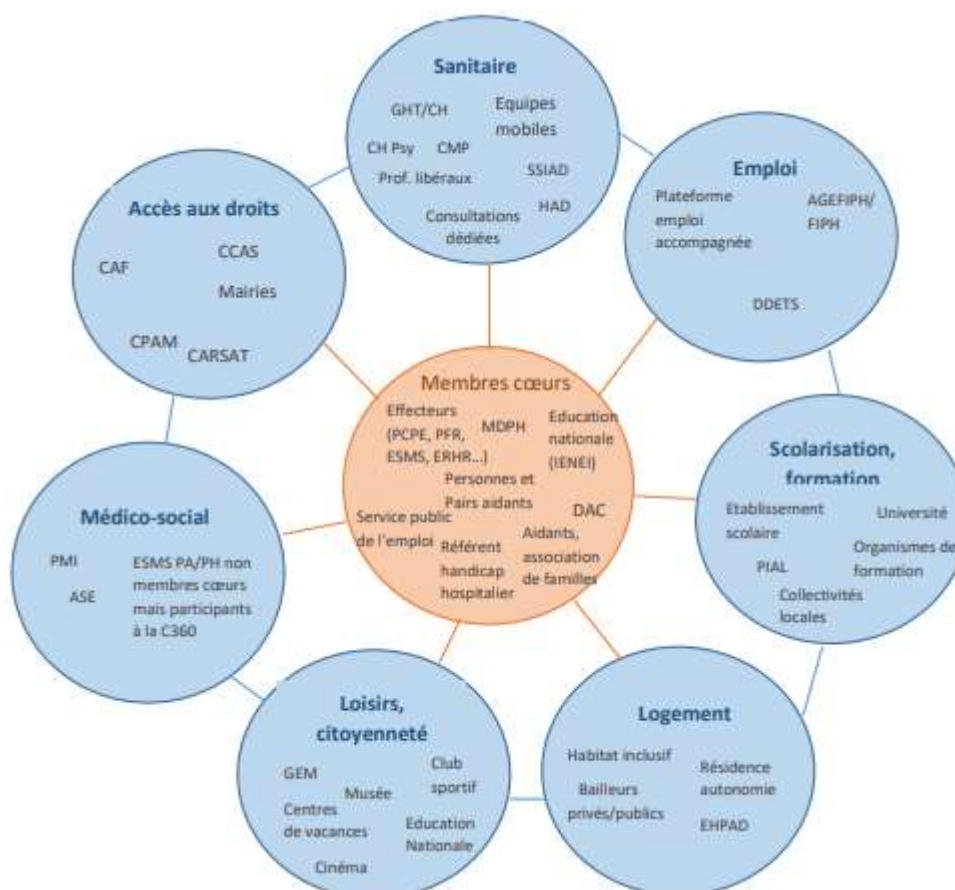 Sanitaire
GHT/CH
Equipes
mobiles
CH Psy
CMP
Prof. libéraux
SSIAD
HAD
Consultations
dédiées
Emploi
Plateforme
emploi
accompagnée
AGEFIPH/
FIPH
DDETS
Accès aux droits
CAF
CCAS
Mairies
CPAM
CARSAT
Membres cœurs
Effecteurs
(PCPE, PFR,
ESMS, ERHR...)
MDPH
Education
nationale
(IENEI)
Personnes et
Pairs aidants
DAC
Service public
de l'emploi
Référent
handicap
hospitalier
Aidants,
association
de familles
Scolarisation,
formation
Etablissement
scolaire
Université
PIAL
Organismes de
formation
Collectivités
locales
Médico-social
PMI
ASE
ESMS PA/PH non
membres cœurs
mais participants
à la C360
Loisirs,
citoyenneté
GEM
Musée
Club
sportif
Centres
de vacances
Education
Nationale
Cinéma
Logement
Habitat inclusif
Résidence
autonomie
Bailleurs
privés/publics
EHPAD